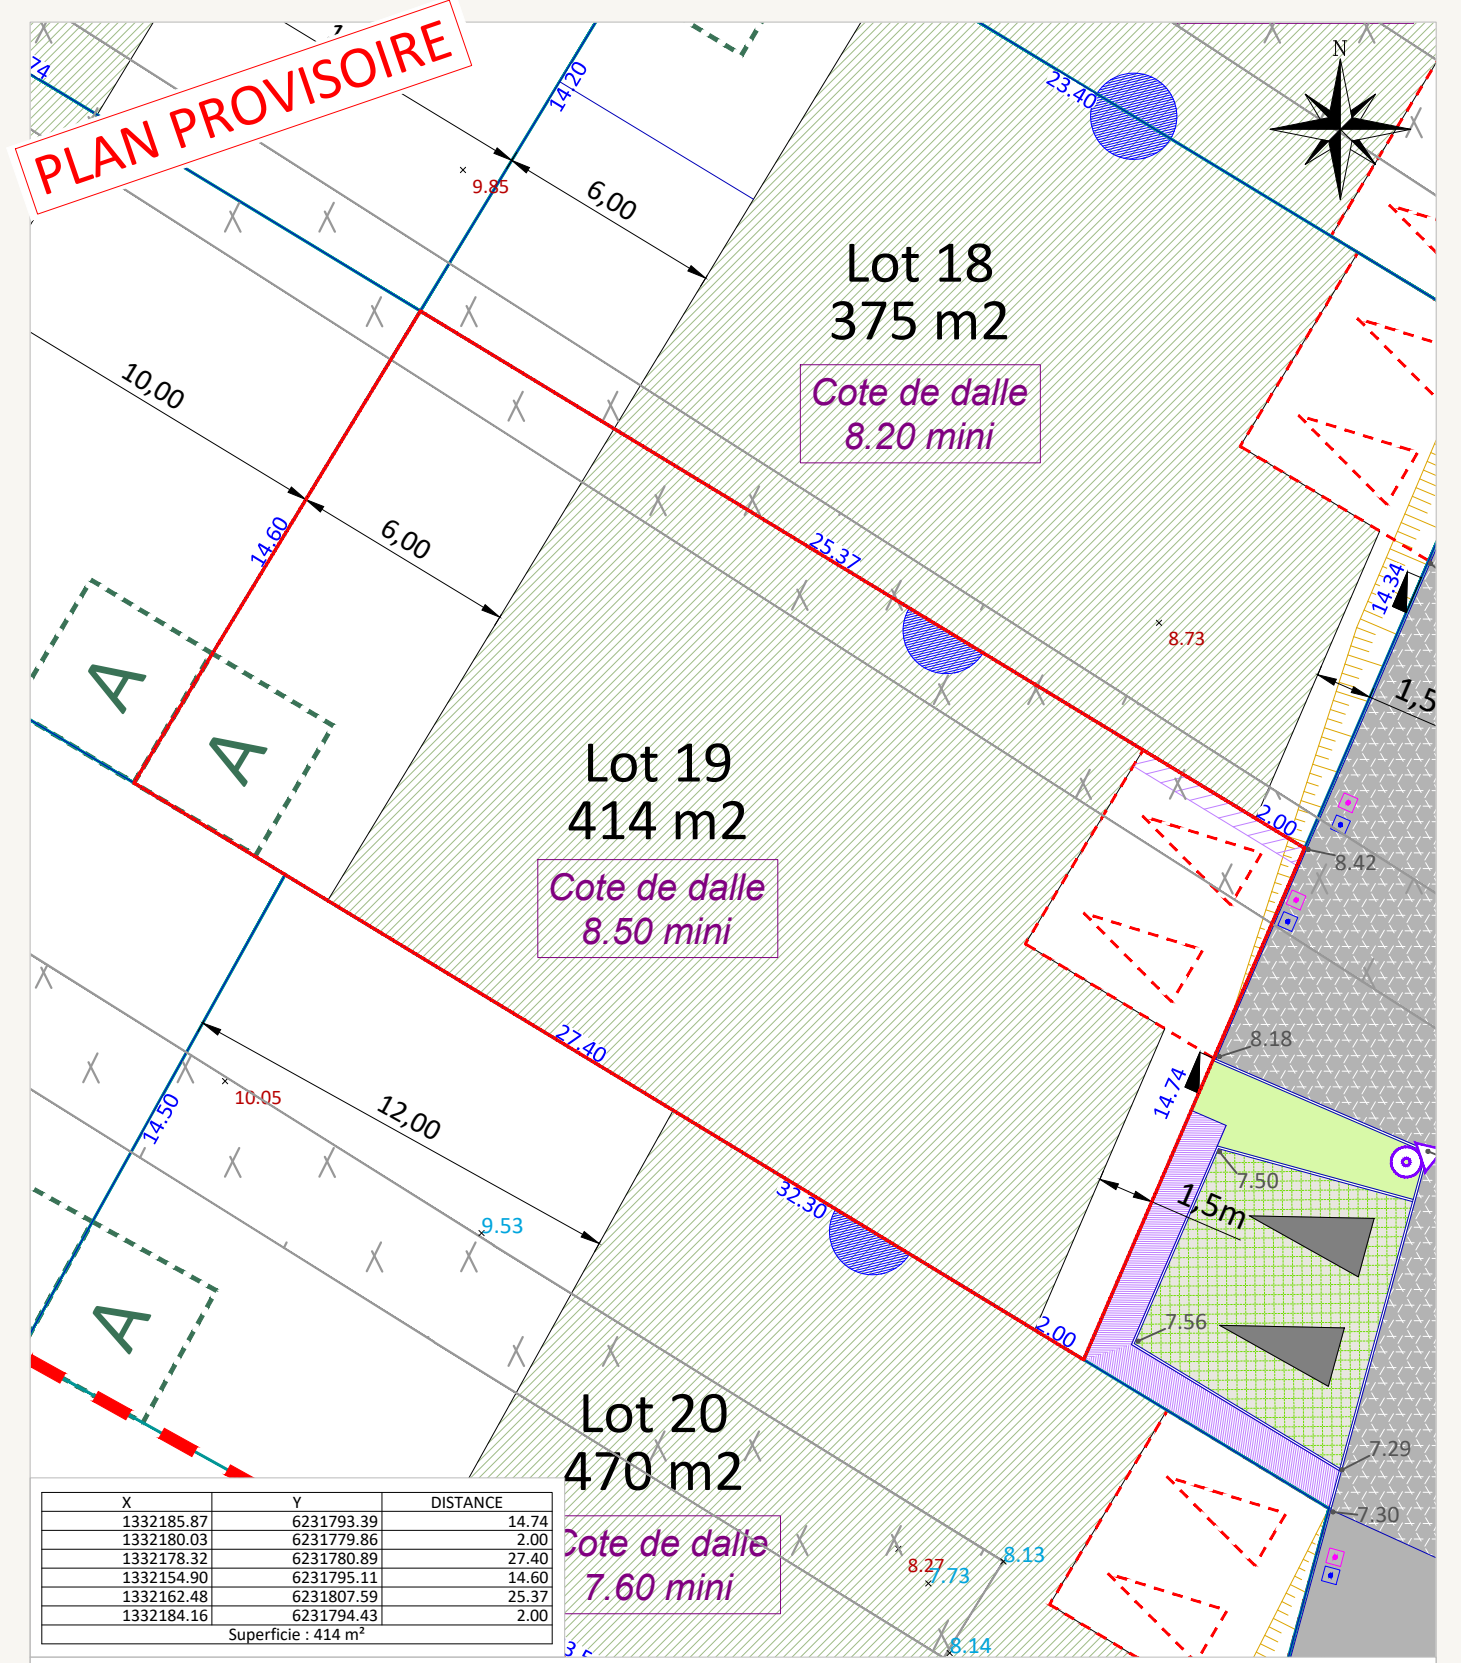 PLAN PROVISOIRE
74
14.20
23.40
N
9.85
6,00
Lot 18
375 m2
Cote de dalle
8.20 mini
10,00
14.60
6,00
25.37
14.34
8.73
1,5
A
A
Lot 19
414 m2
Cote de dalle
8.50 mini
2.00
8.42
27.40
8.18
14.74
10.05
12,00
14.50
7.50
1,5m
32.30
9.53
7.56
2.00
A
Lot 20
470 m2
Cote de dalle
7.60 mini
7.29
7.30
8.27
7.73
8.13
8.14
X Y DISTANCE
1332185.87 6231793.39 14.74
1332180.03 6231779.86 2.00
1332178.32 6231780.89 27.40
1332154.90 6231795.11 14.60
1332162.48 6231807.59 25.37
1332184.16 6231794.43 2.00
Superficie : 414 m²